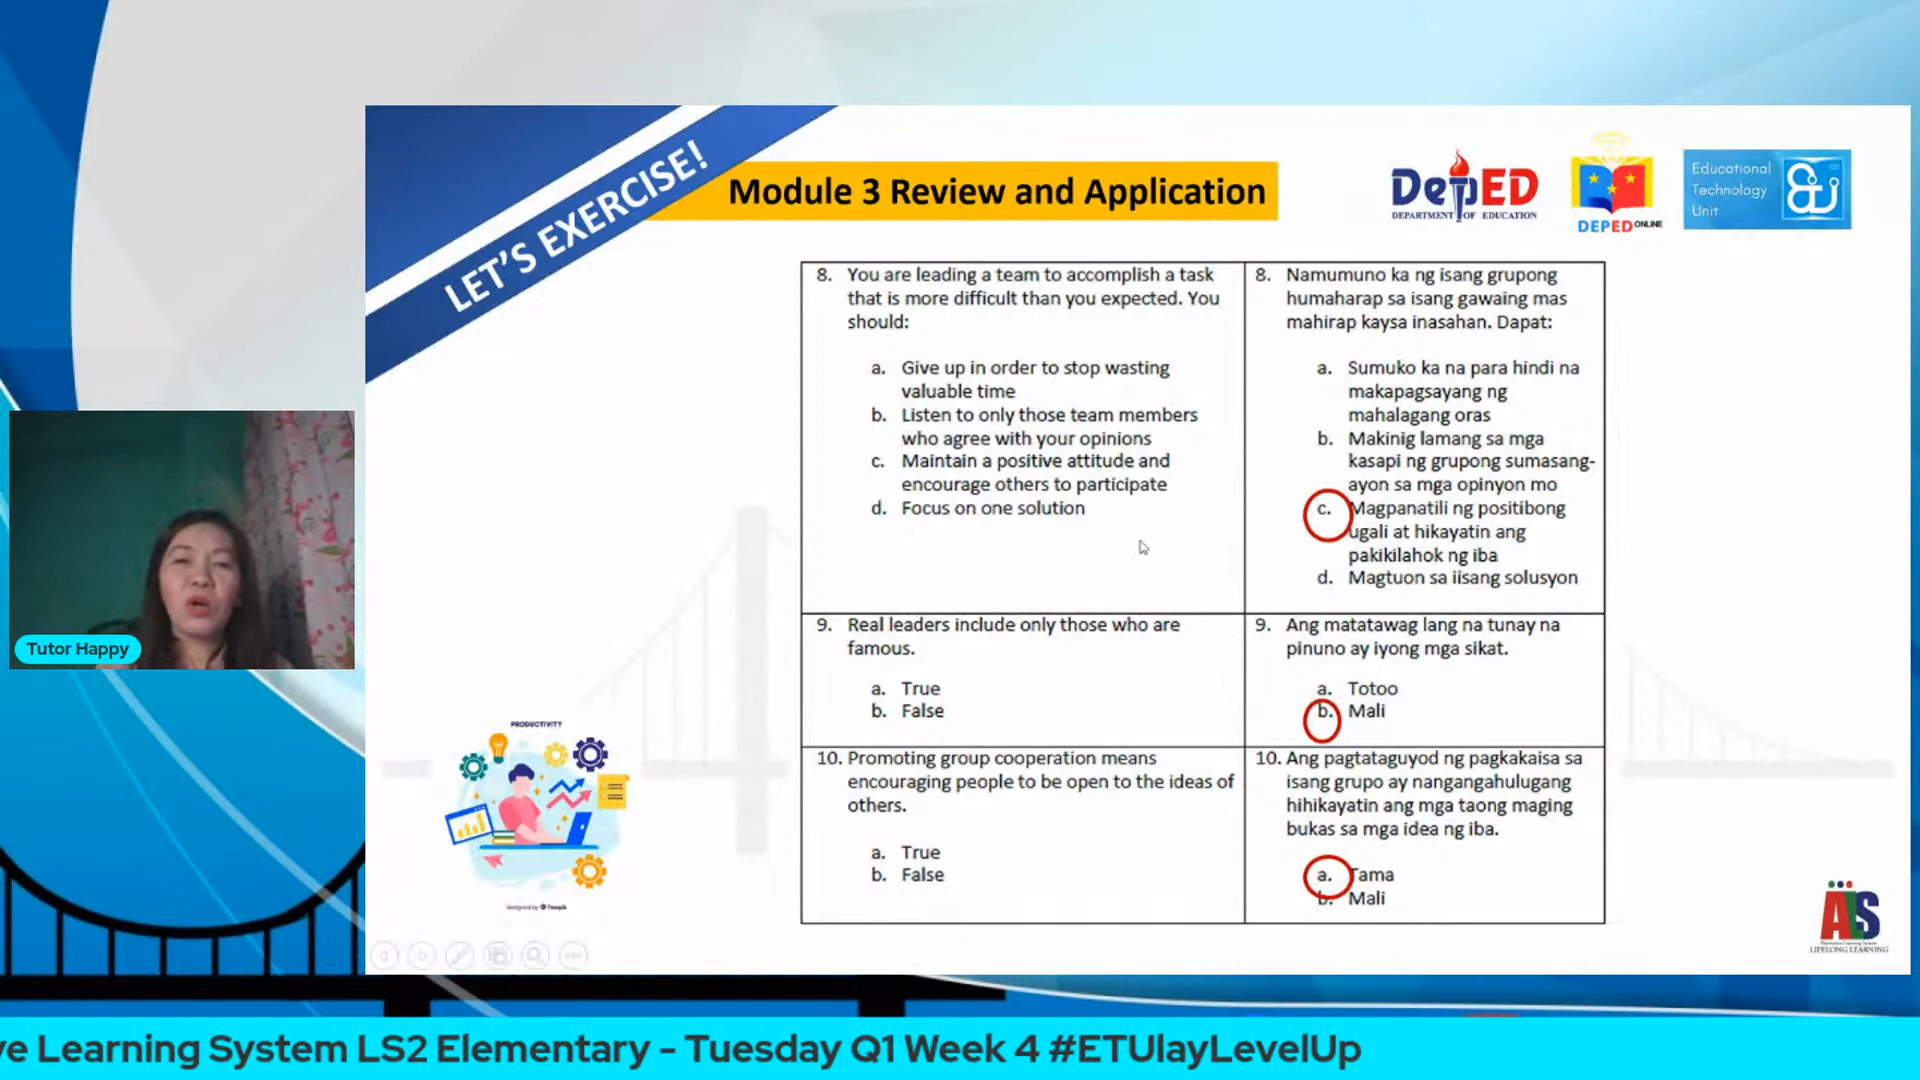 LET'S EXERCISE!
Module 3 Review and Application
DepED
DEPARTMENT OF EDUCATION
DEPED ONLINE
Educational
Technology
Unit
8. You are leading a team to accomplish a task
that is more difficult than you expected. You
should:
a. Give up in order to stop wasting
valuable time
b. Listen to only those team members
who agree with your opinions
c. Maintain a positive attitude and
encourage others to participate
d. Focus on one solution
8. Namumuno ka ng isang grupong
humaharap sa isang gawaing mas
mahirap kaysa inasahan. Dapat:
a. Sumuko ka na para hindi na
makapagsayang ng
mahalagang oras
b. Makinig lamang sa mga
kasapi ng grupong sumasang-
ayon sa mga opinyon mo
c. Magpanatili ng positibong
ugali at hikayatin ang
pakikilahok ng iba
d. Magtuon sa iisang solusyon
9. Real leaders include only those who are
famous.
a. True
b. False
9. Ang matatawag lang na tunay na
pinuno ay iyong mga sikat.
a. Totoo
b. Mali
10. Promoting group cooperation means
encouraging people to be open to the ideas of
others.
a. True
b. False
10. Ang pagtataguyod ng pagkakaisa sa
isang grupo ay nangangahulugang
hihikayatin ang mga taong maging
bukas sa mga idea ng iba.
a. Tama
b. Mali
Tutor Happy
PRODUCTIVITY
designed by freepik
ALS
Alternative Learning System
LIFELONG LEARNING
ve Learning System LS2 Elementary - Tuesday Q1 Week 4 #ETUlayLevelUp